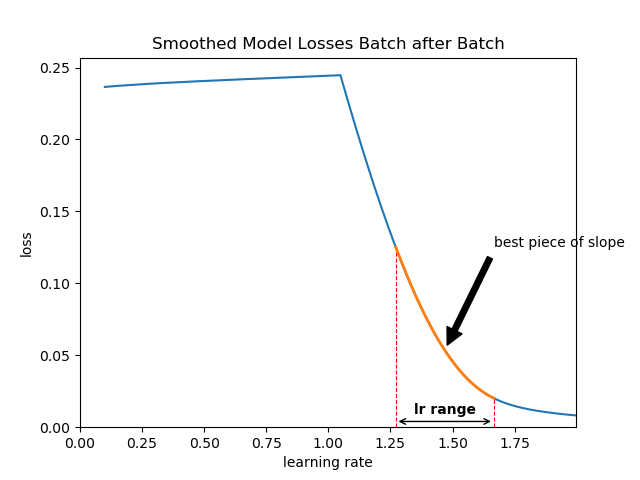 Smoothed Model Losses Batch after Batch
0.25
0.20
0.15
0.10
0.05
0.00
loss
best piece of slope
lr range
0.00 0.25 0.50 0.75 1.00 1.25 1.50 1.75
learning rate